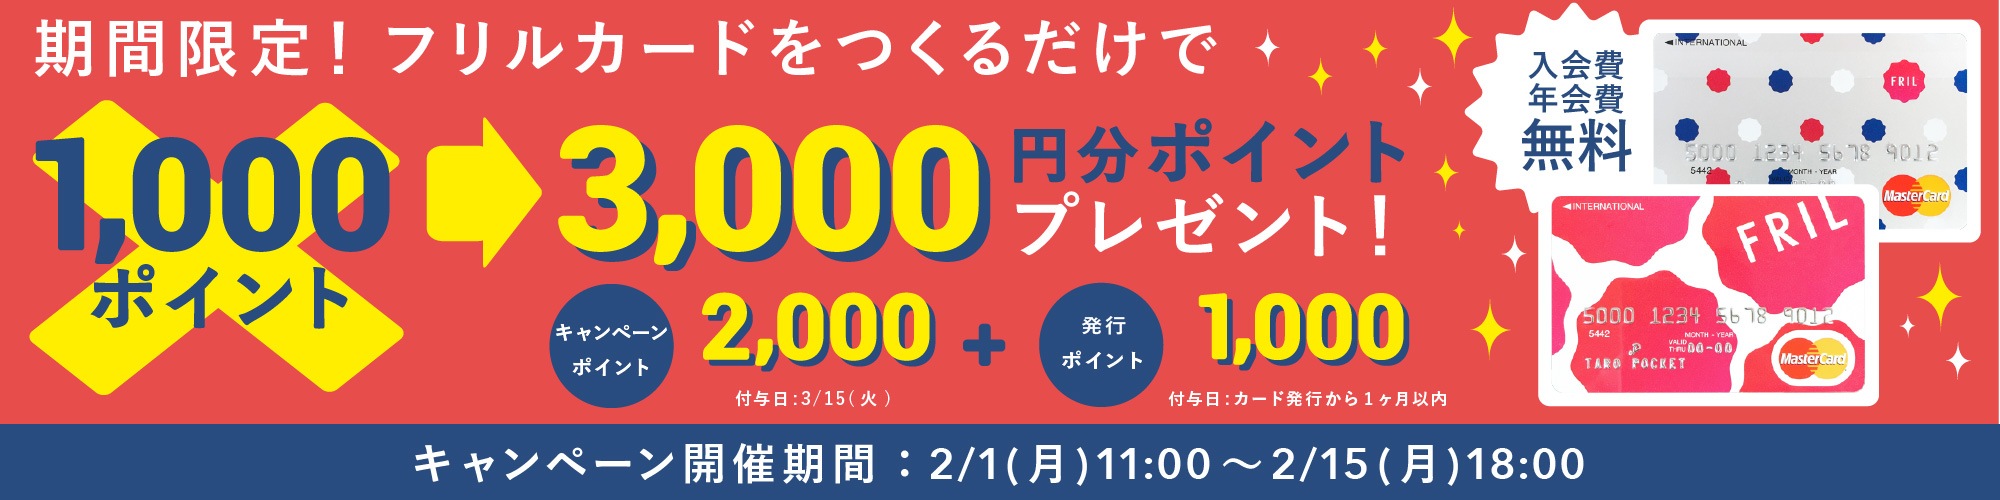 期間限定！ フリルカードをつくるだけで
1,000
ポイント
3,000
円分ポイント
プレゼント！
キャンペーン
ポイント
2,000
付与日:3/15(火)
+
発行
ポイント
1,000
付与日:カード発行から1ヶ月以内
入会費
年会費
無料
◀INTERNATIONAL
FRIL
5000 1234 5678 9012
5442
MONTH - YEAR
MasterCard
◀INTERNATIONAL
FRIL
5000 1234 5678 9012
5442
MONTH - YEAR
VALID
THRU 00-00
TARO POCKET
MasterCard
キャンペーン開催期間：2/1(月)11:00～2/15(月)18:00